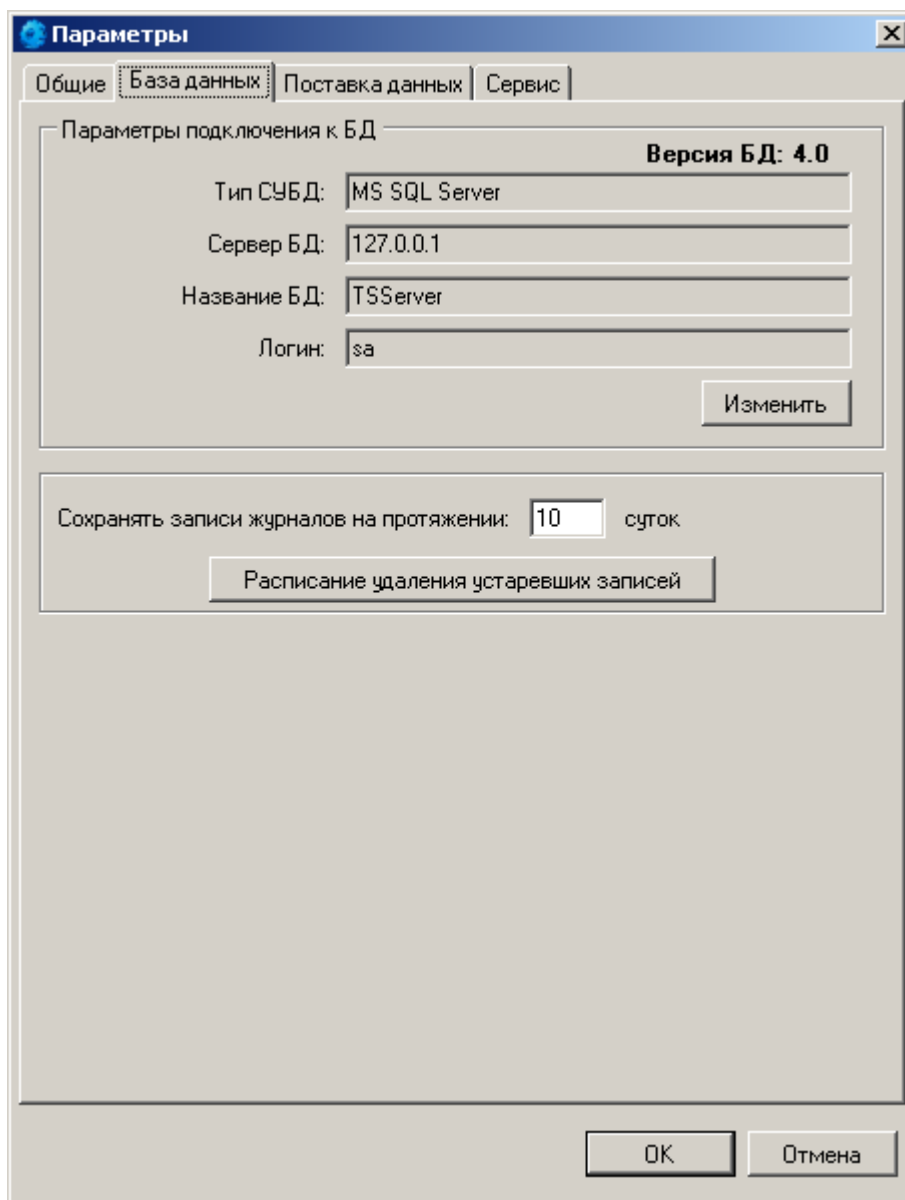 Параметры
Общие База данных Поставка данных Сервис
Параметры подключения к БД
Версия БД: 4.0
Тип СУБД: MS SQL Server
Сервер БД: 127.0.0.1
Название БД: TSServer
Логин: sa
Изменить
Сохранять записи журналов на протяжении: 10 суток
Расписание удаления устаревших записей
OK Отмена